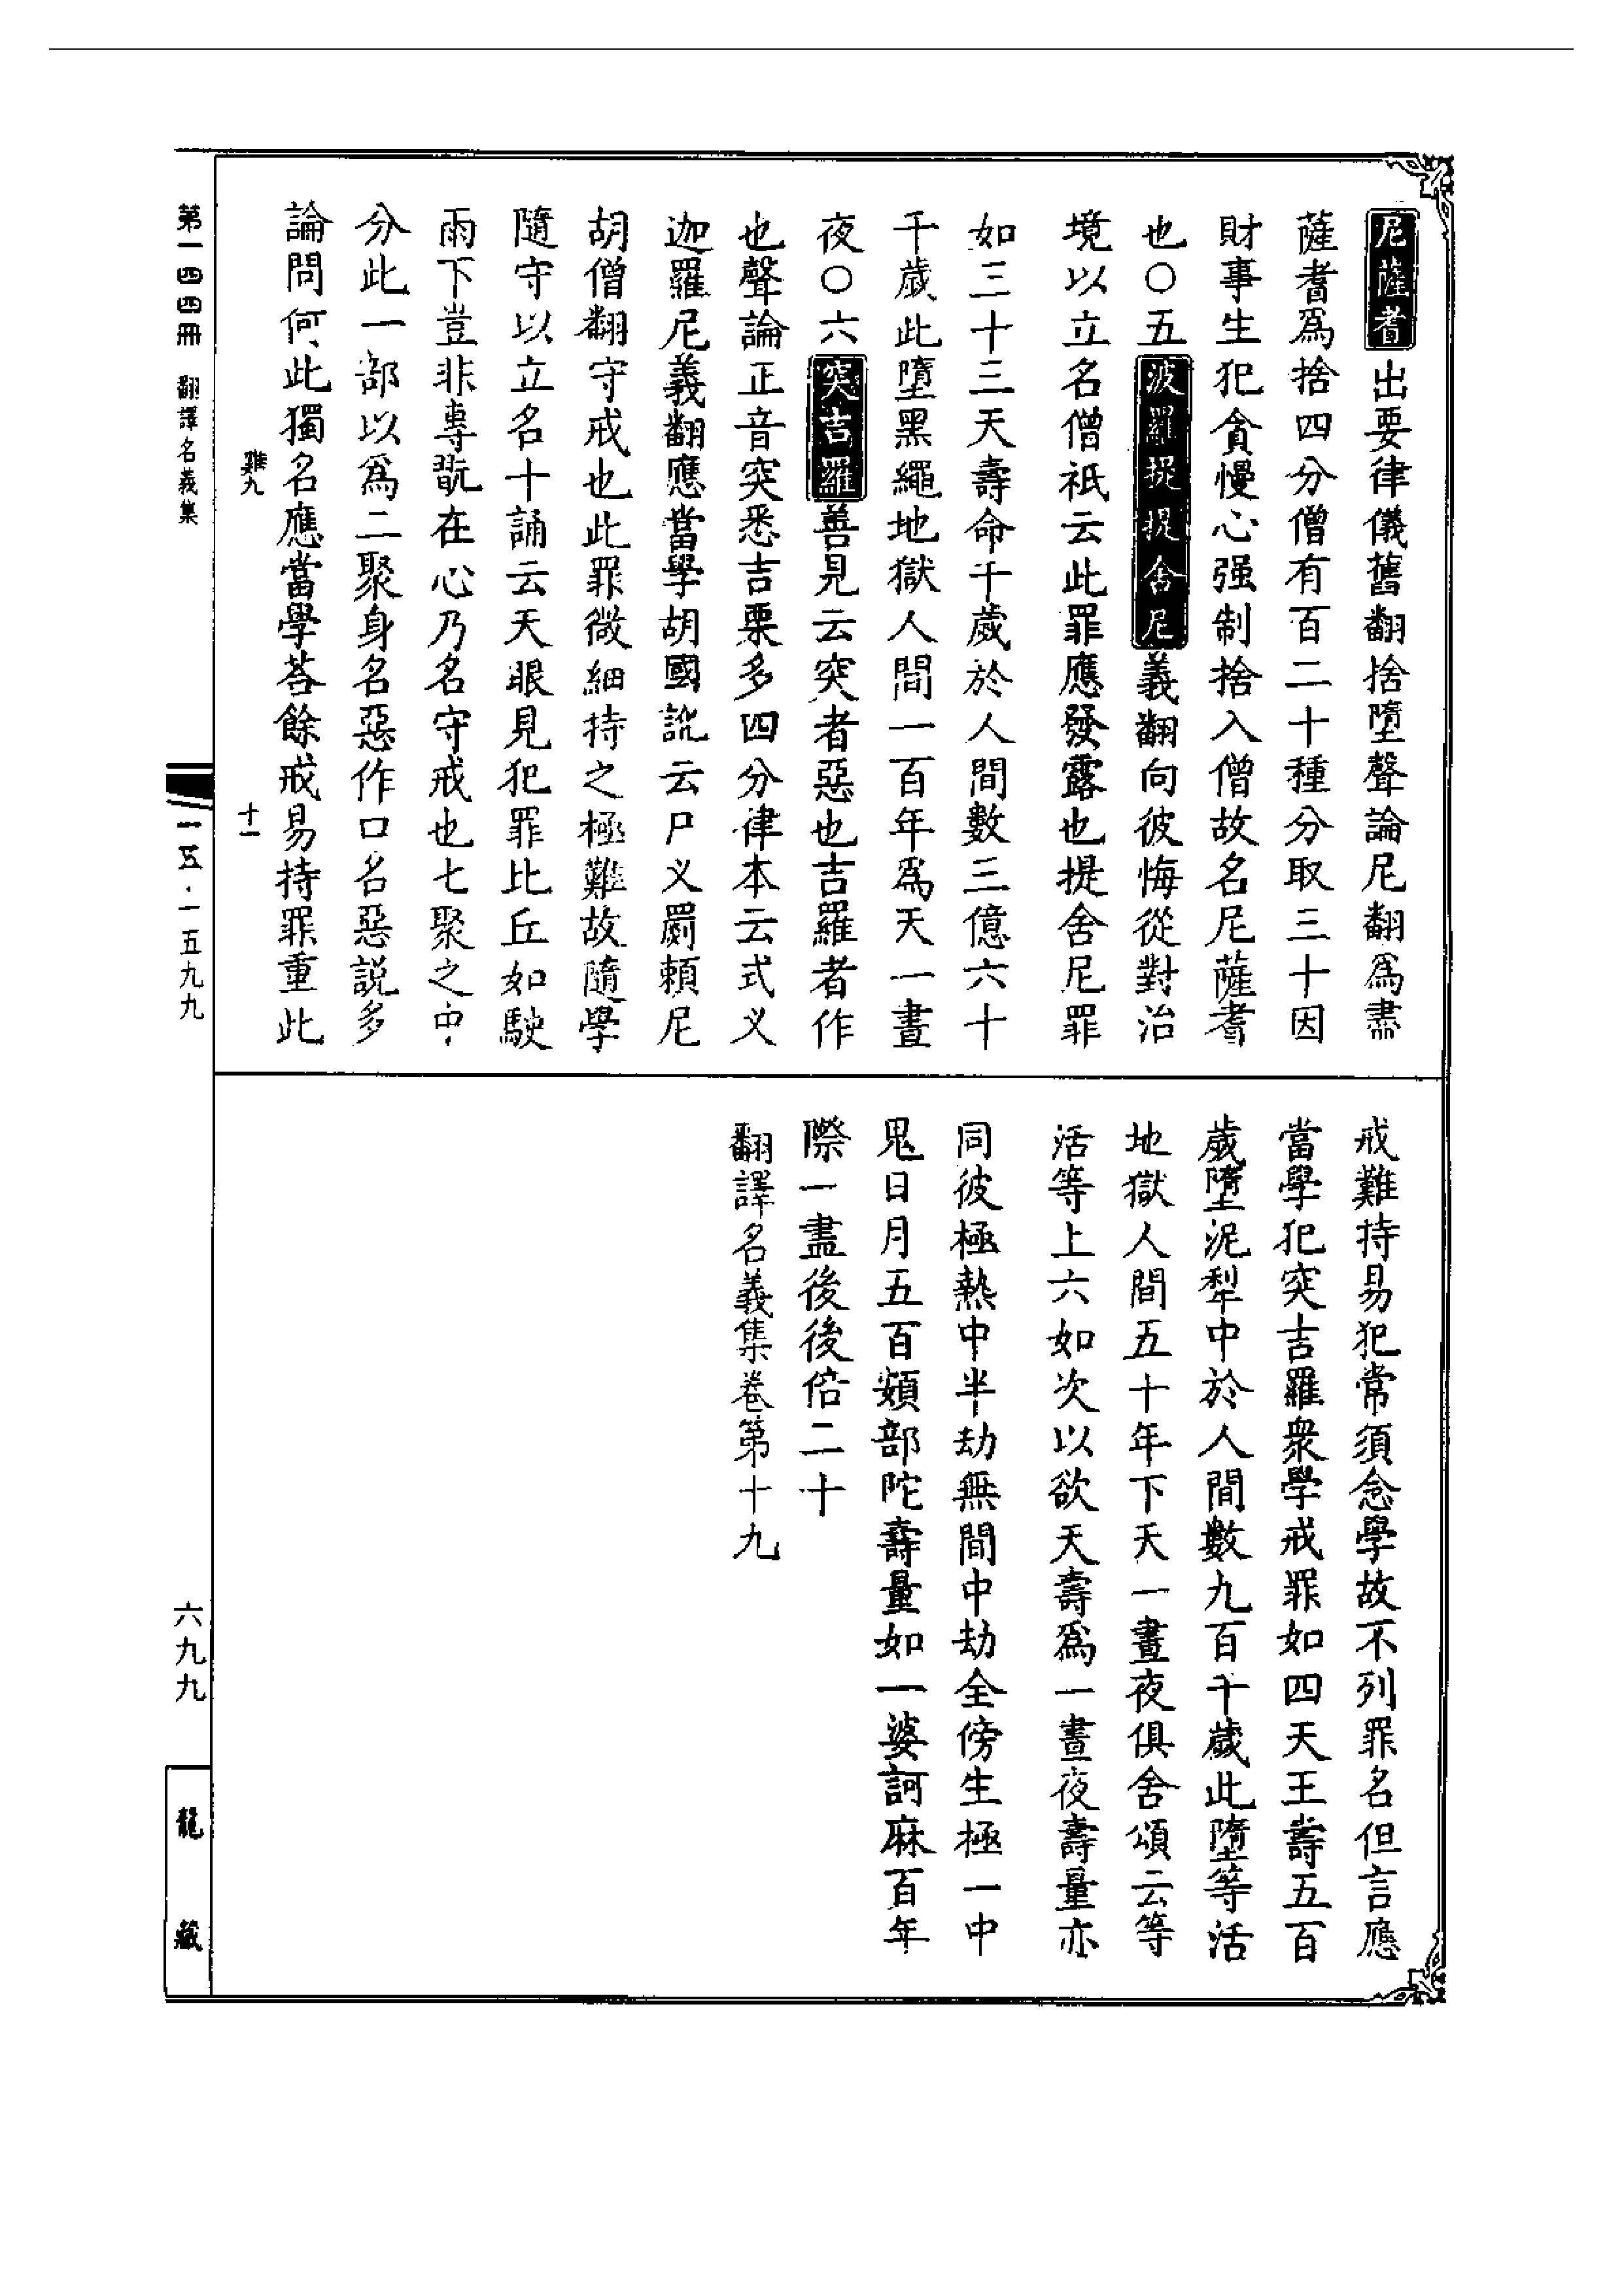 尼薩耆出要律儀舊翻捨墮聲論尼翻爲盡
薩耆爲捨四分僧有百二十種分取三十因
財事生犯貪慢心强制捨入僧故名尼薩耆
也○五波羅提提舍尼義翻向彼悔從對治
境以立名僧祇云此罪應發露也提舍尼罪
如三十三天壽命千歲於人間數三億六十
千歲此墮黑繩地獄人間一百年爲天一晝
夜○六突吉羅善見云突者惡也吉羅者作
也聲論正音突悉吉栗多四分律本云式义
迦羅尼義翻應當學胡國訛云尸义罽頼尼
胡僧翻守戒也此罪微細持之極難故隨學
隨守以立名十誦云天眼見犯罪比丘如駛
雨下豈非專翫在心乃名守戒也七聚之中
分此一部以爲二聚身名惡作口名惡説多
論問何此獨名應當學荅餘戒易持罪重此
戒難持易犯常須念學故不列罪名但言應
當學犯突吉羅衆學戒罪如四天王壽五百
歲墮泥犁中於人間數九百千歲此墮等活
地獄人間五十年下天一晝夜俱舍頌云等
活等上六如次以欲天壽爲一晝夜壽量亦
同彼極熱中半劫無間中劫全傍生極一中
鬼日月五百頞部陀壽量如一婆訶麻百年
際一盡後後倍二十
翻譯名義集卷第十九
雞九
十一
第一四四冊 翻譯名義集
一五·一五九九
六九九
龍藏